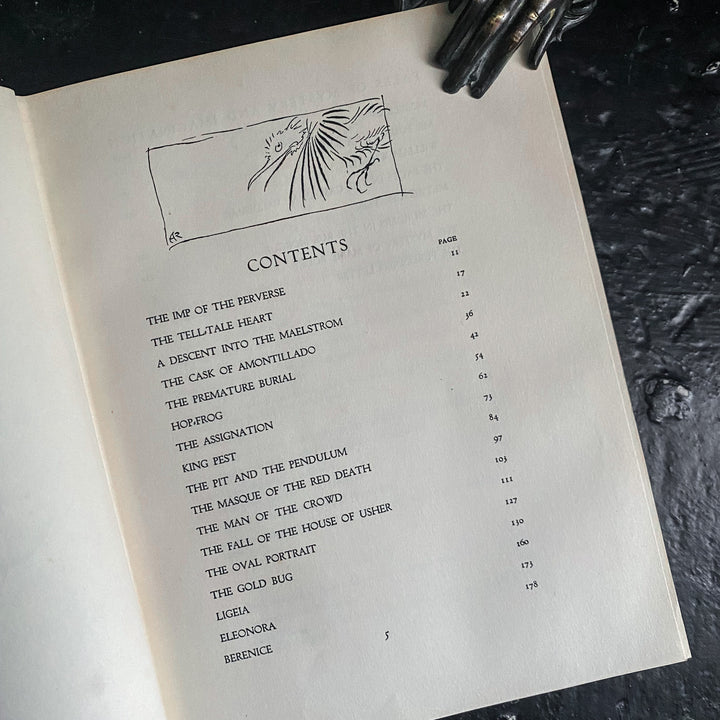 AR
CONTENTS
PAGE
THE IMP OF THE PERVERSE 11
THE TELL-TALE HEART 17
A DESCENT INTO THE MAELSTROM 22
THE CASK OF AMONTILLADO 36
THE PREMATURE BURIAL 42
HOP-FROG 54
THE ASSIGNATION 62
KING PEST 73
THE PIT AND THE PENDULUM 84
THE MASQUE OF THE RED DEATH 97
THE MAN OF THE CROWD 103
THE FALL OF THE HOUSE OF USHER 111
THE OVAL PORTRAIT 127
THE GOLD BUG 130
LIGEIA 160
ELEONORA 173
BERENICE 178
5